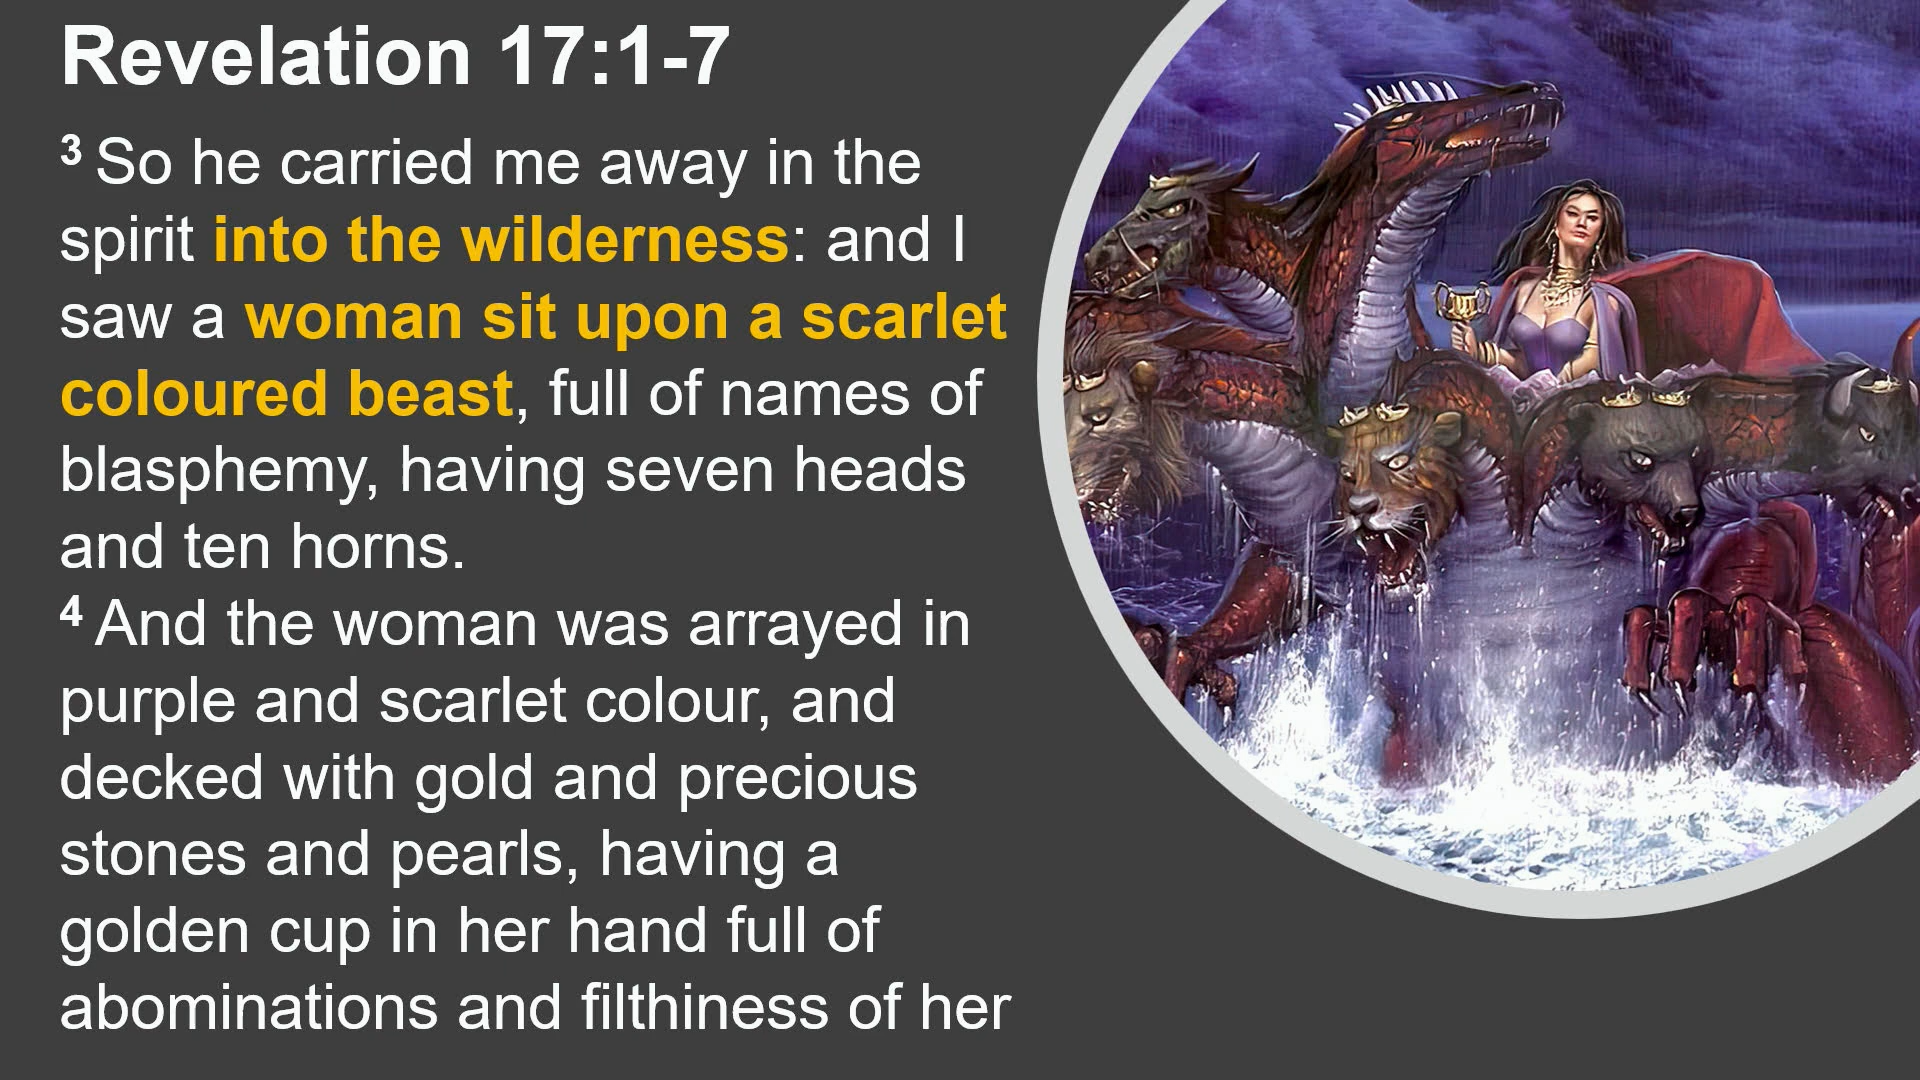 Revelation 17:1-7
3 So he carried me away in the
spirit into the wilderness: and I
saw a woman sit upon a scarlet
coloured beast, full of names of
blasphemy, having seven heads
and ten horns.
4 And the woman was arrayed in
purple and scarlet colour, and
decked with gold and precious
stones and pearls, having a
golden cup in her hand full of
abominations and filthiness of her